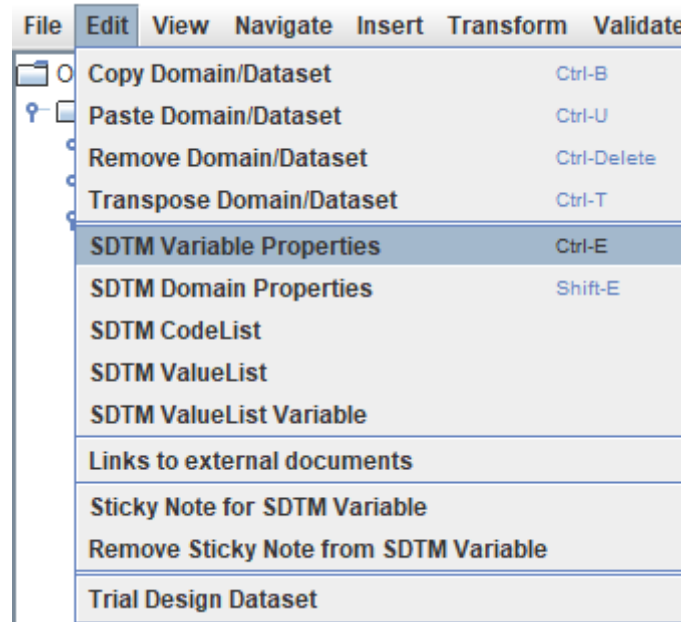 File Edit View Navigate Insert Transform Validate
O
Copy Domain/Dataset Ctrl-B
Paste Domain/Dataset Ctrl-U
Remove Domain/Dataset Ctrl-Delete
Transpose Domain/Dataset Ctrl-T
SDTM Variable Properties Ctrl-E
SDTM Domain Properties Shift-E
SDTM CodeList
SDTM ValueList
SDTM ValueList Variable
Links to external documents
Sticky Note for SDTM Variable
Remove Sticky Note from SDTM Variable
Trial Design Dataset